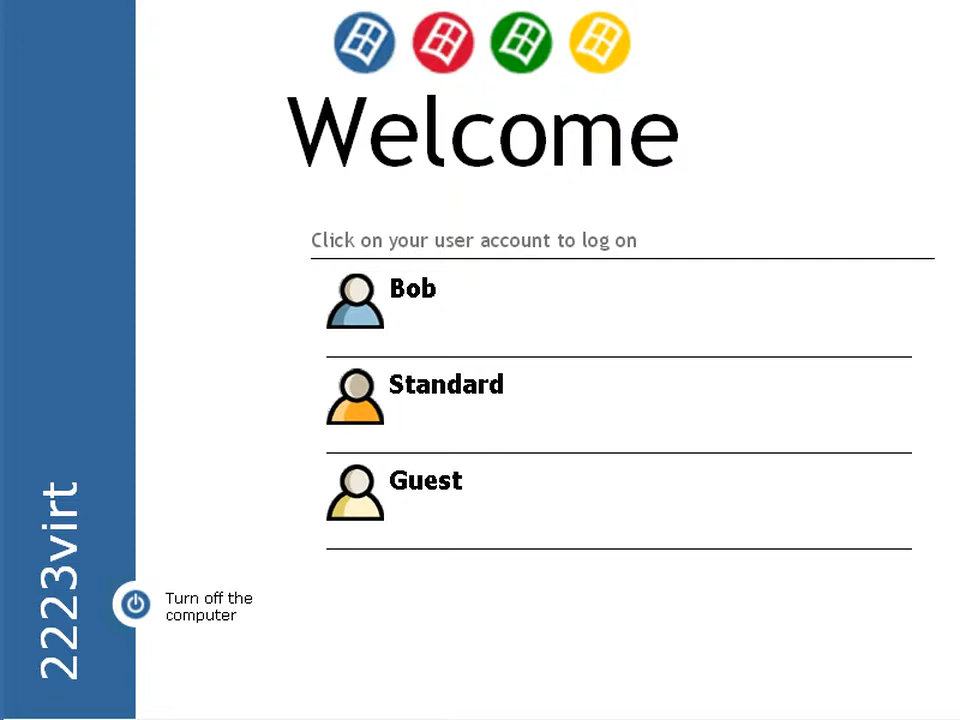 Welcome
Click on your user account to log on
Bob
Standard
Guest
2223virt
Turn off the
computer